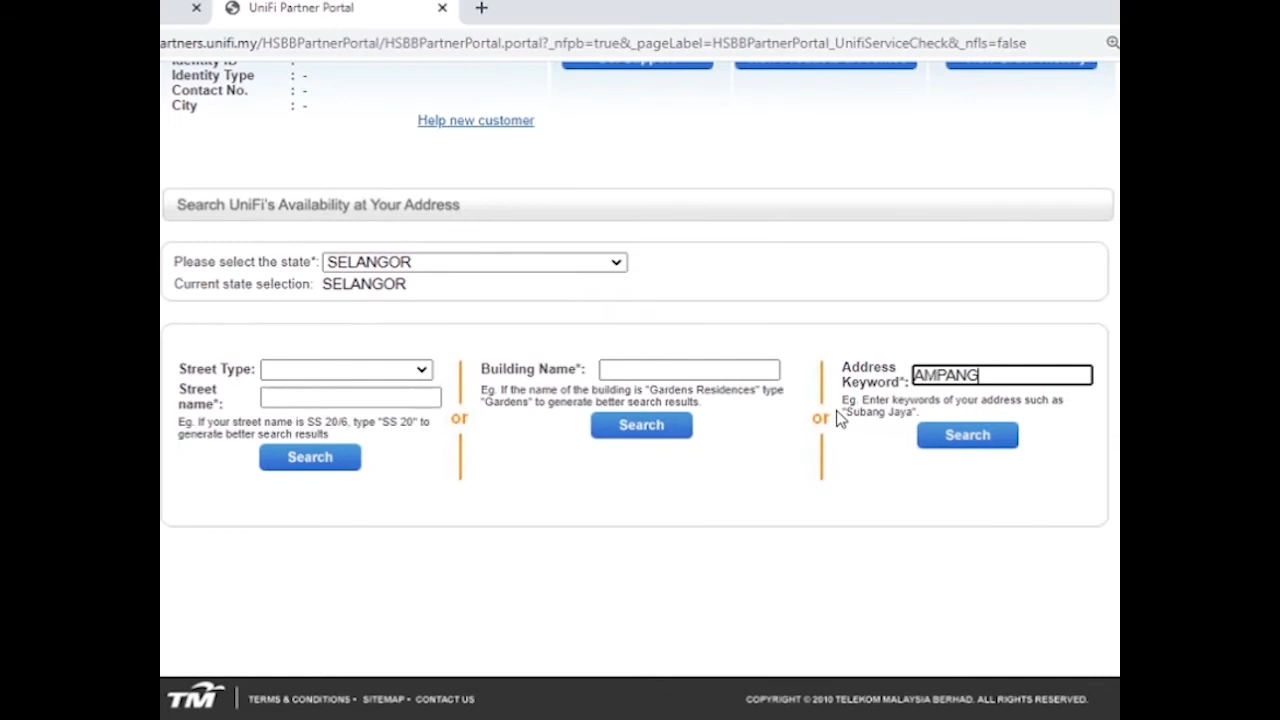 UniFi Partner Portal
artners.unifi.my/HSBBPartnerPortal/HSBBPartnerPortal.portal?_nfpb=true&_pageLabel=HSBBPartnerPortal_UnifiServiceCheck&_nfls=false
Identity ID :
Identity Type : -
Contact No. : -
City : -
Help new customer
Search UniFi's Availability at Your Address
Please select the state*: SELANGOR
Current state selection: SELANGOR
Street Type:
Street
name*:
Eg. If your street name is SS 20/6, type "SS 20" to
generate better search results
Search
or
Building Name*:
Eg. If the name of the building is "Gardens Residences" type
"Gardens" to generate better search results.
Search
or
Address
Keyword*: AMPANG
Eg. Enter keywords of your address such as
"Subang Jaya".
Search
TM
TERMS & CONDITIONS • SITEMAP • CONTACT US
COPYRIGHT © 2010 TELEKOM MALAYSIA BERHAD. ALL RIGHTS RESERVED.